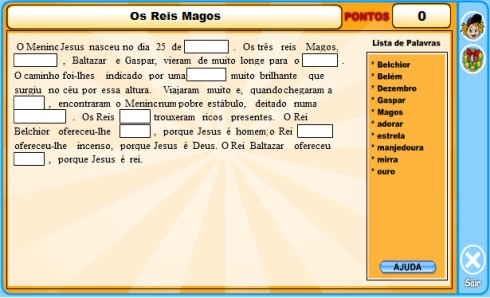 Os Reis Magos
PONTOS
0
O Menino Jesus nasceu no dia 25 de . Os três reis Magos,
, Baltazar e Gaspar, vieram de muito longe para o .
O caminho foi-lhes indicado por uma muito brilhante que
surgiu no céu por essa altura. Viajaram muito e, quando chegaram a
, encontraram o Menino num pobre estábulo, deitado numa
. Os Reis trouxeram ricos presentes. O Rei
Belchior ofereceu-lhe , porque Jesus é homem; o Rei
ofereceu-lhe incenso, porque Jesus é Deus. O Rei Baltazar ofereceu
, porque Jesus é rei.
Lista de Palavras
* Belchior
* Belém
* Dezembro
* Gaspar
* Magos
* adorar
* estrela
* manjedoura
* mirra
* ouro
AJUDA
Sair